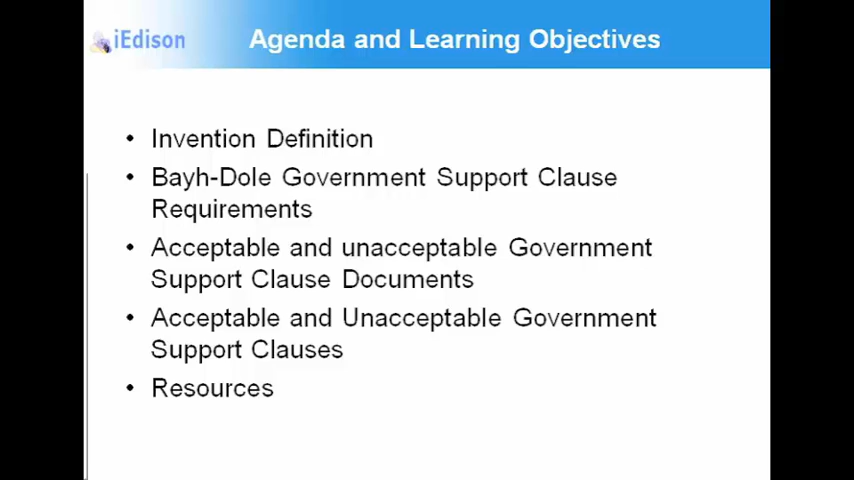 iEdison
Agenda and Learning Objectives
• Invention Definition
• Bayh-Dole Government Support Clause
Requirements
• Acceptable and unacceptable Government
Support Clause Documents
• Acceptable and Unacceptable Government
Support Clauses
• Resources